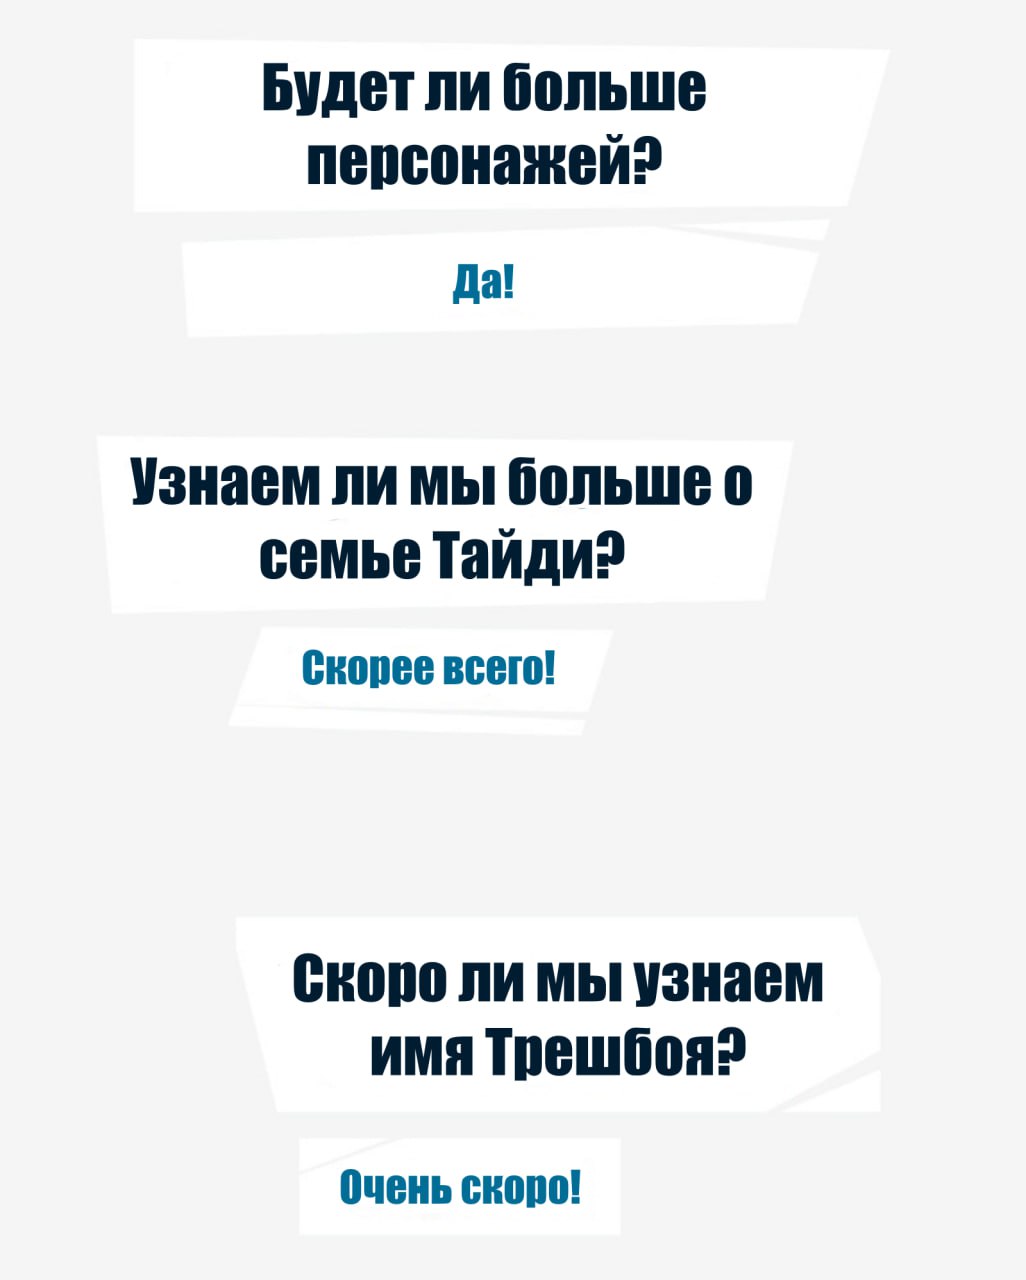 Будет ли больше
персонажей?
Да!
Узнаем ли мы больше о
семье Тайди?
Скорее всего!
Скоро ли мы узнаем
имя Трешбоя?
Очень скоро!